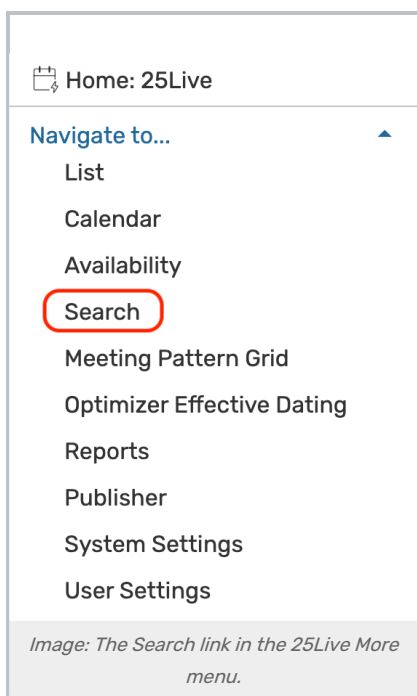 Home: 25Live
Navigate to...
List
Calendar
Availability
Search
Meeting Pattern Grid
Optimizer Effective Dating
Reports
Publisher
System Settings
User Settings
Image: The Search link in the 25Live More
menu.